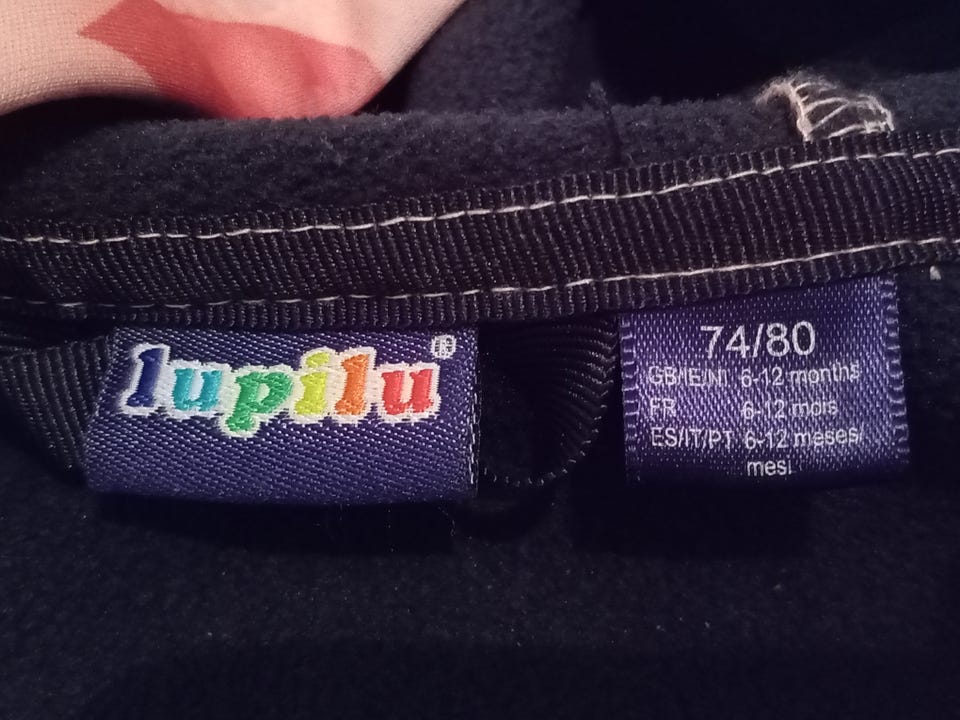 lupilu®
74/80
GB/IE/NI 6-12 months
FR 6-12 mois
ES/IT/PT 6-12 meses/
mesi